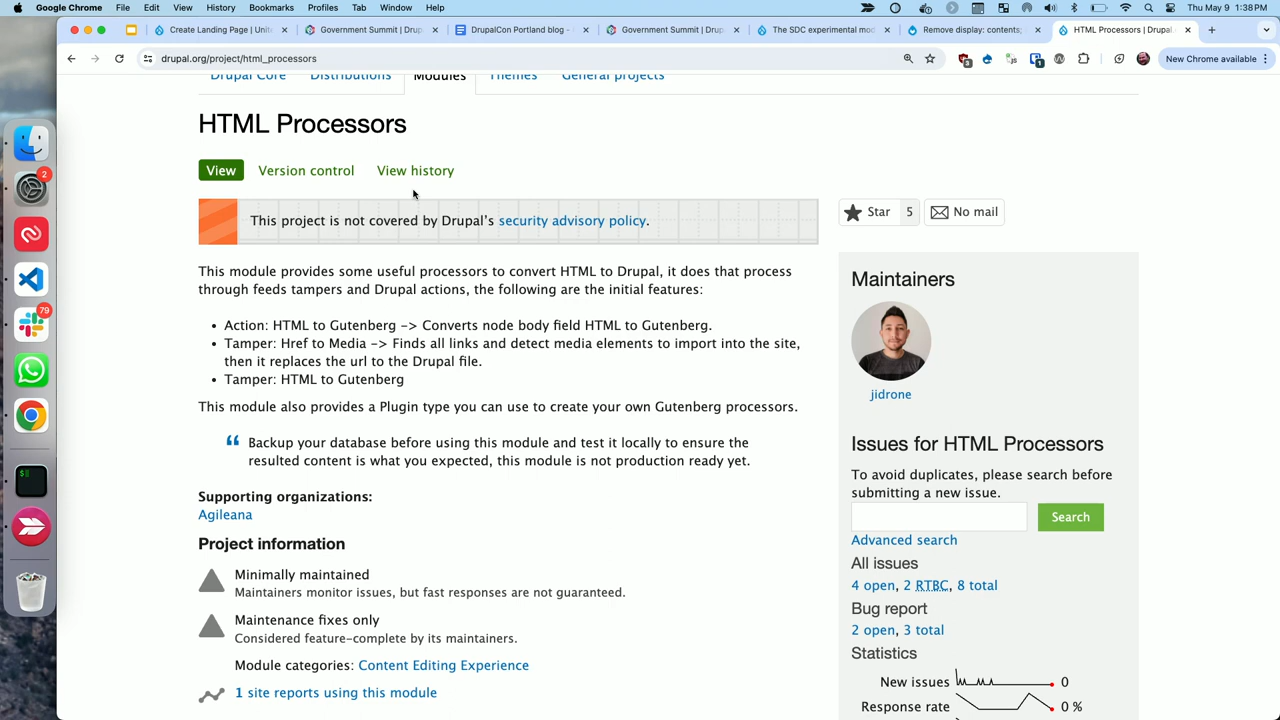 Google Chrome File Edit View History Bookmarks Profiles Tab Window Help Thu May 9 1:38 PM
Create Landing Page | Unit Government Summit | Drup DrupalCon Portland blog - Government Summit | Drup The SDC experimental mod Remove display: contents; HTML Processors | Drupal.
drupal.org/project/html_processors New Chrome available
Drupal Core Distributions Modules Themes General projects
HTML Processors
View Version control View history
This project is not covered by Drupal's security advisory policy.
Star 5 No mail
This module provides some useful processors to convert HTML to Drupal, it does that process
through feeds tampers and Drupal actions, the following are the initial features:
• Action: HTML to Gutenberg -> Converts node body field HTML to Gutenberg.
• Tamper: Href to Media -> Finds all links and detect media elements to import into the site,
then it replaces the url to the Drupal file.
• Tamper: HTML to Gutenberg
This module also provides a Plugin type you can use to create your own Gutenberg processors.
“ Backup your database before using this module and test it locally to ensure the
resulted content is what you expected, this module is not production ready yet.
Supporting organizations:
Agileana
Project information
Minimally maintained
Maintainers monitor issues, but fast responses are not guaranteed.
Maintenance fixes only
Considered feature-complete by its maintainers.
Module categories: Content Editing Experience
1 site reports using this module
Maintainers
jidrone
Issues for HTML Processors
To avoid duplicates, please search before
submitting a new issue.
Search
Advanced search
All issues
4 open, 2 RTBC, 8 total
Bug report
2 open, 3 total
Statistics
New issues 0
Response rate 0 %
2
79